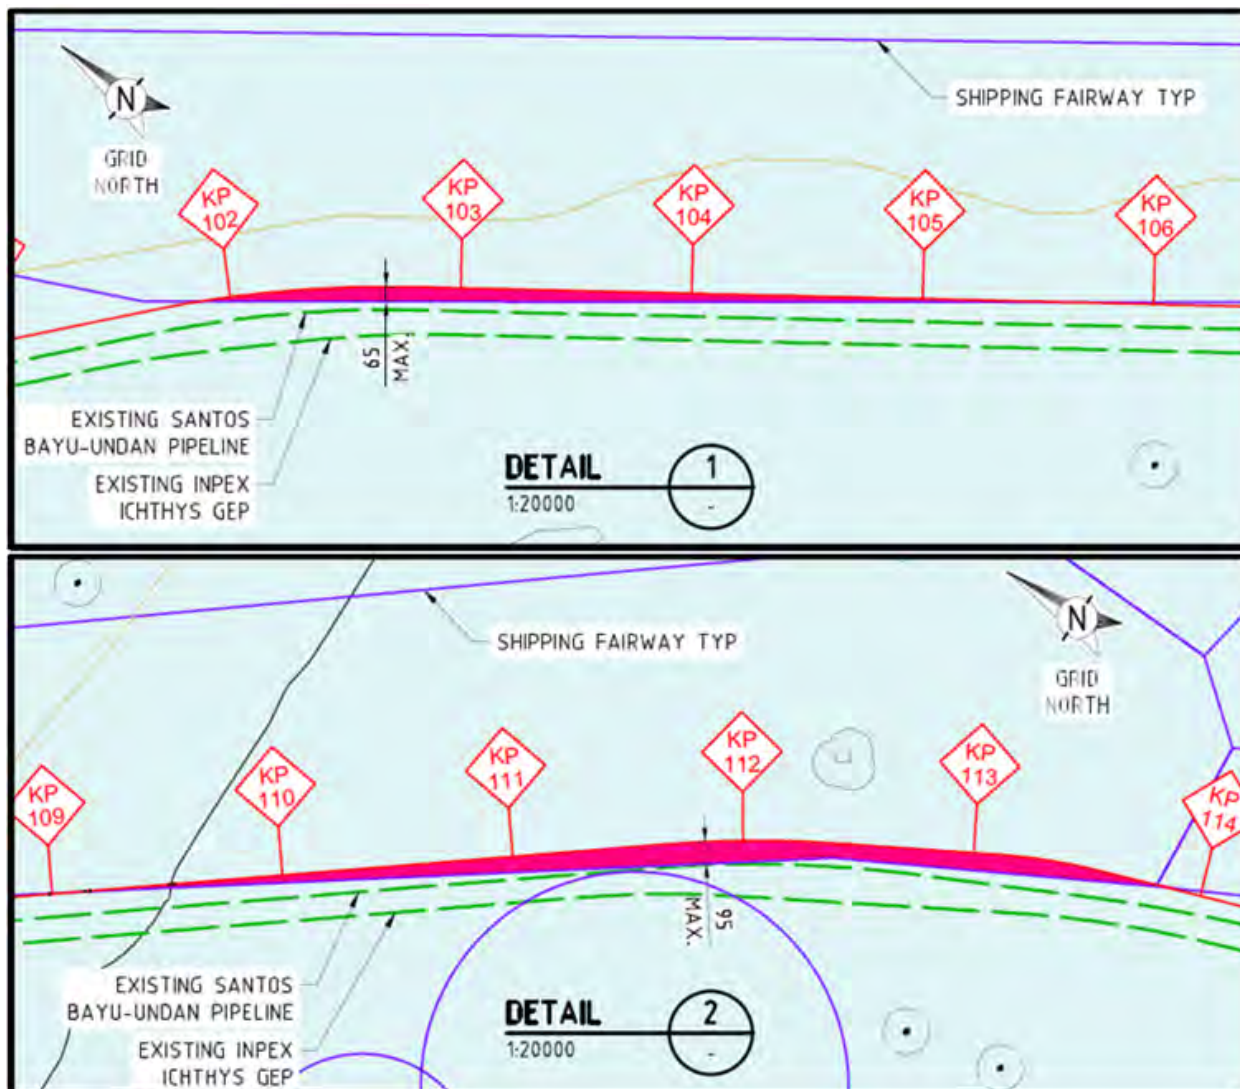 SHIPPING FAIRWAY TYP
N
GRID
NORTH
KP
102
KP
103
KP
104
KP
105
KP
106
65
MAX.
EXISTING SANTOS
BAYU-UNDAN PIPELINE
EXISTING INPEX
ICHTHYS GEP
DETAIL
1
1:20000
-
SHIPPING FAIRWAY TYP
N
GRID
NORTH
KP
109
KP
110
KP
111
KP
112
KP
113
KP
114
95
MAX.
EXISTING SANTOS
BAYU-UNDAN PIPELINE
EXISTING INPEX
ICHTHYS GEP
DETAIL
2
1:20000
-